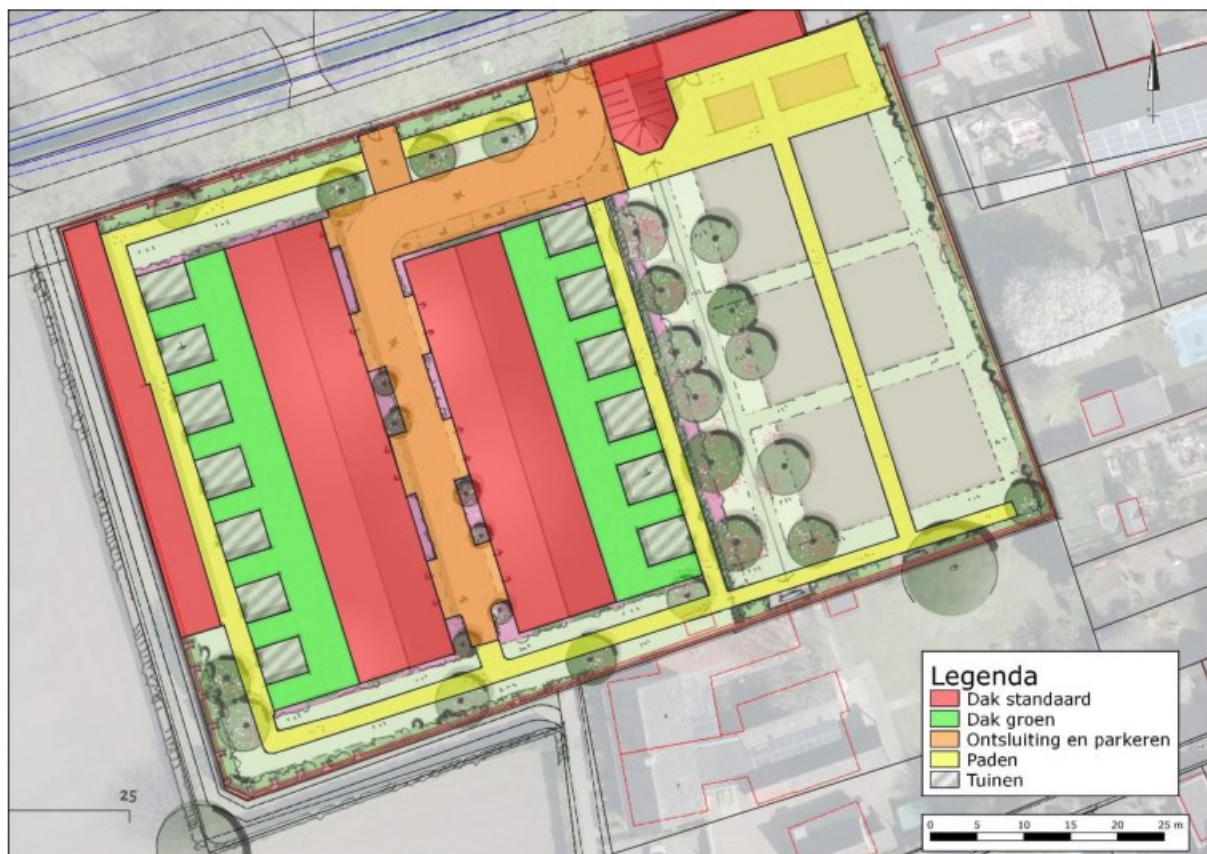 25
Legenda
Dak standaard
Dak groen
Ontsluiting en parkeren
Paden
Tuinen
0 5 10 15 20 25 m